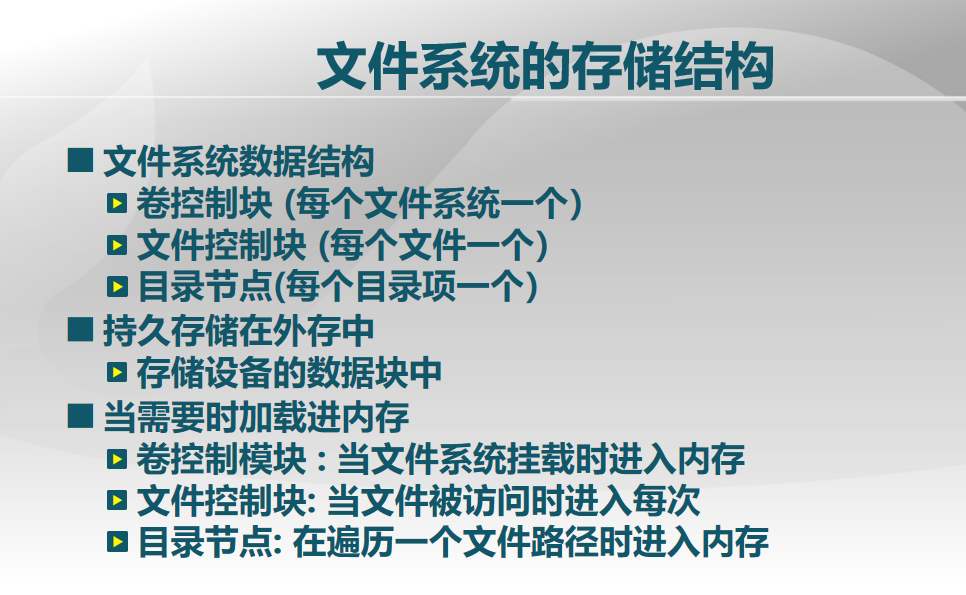 文件系统的存储结构
文件系统数据结构
卷控制块 (每个文件系统一个)
文件控制块 (每个文件一个)
目录节点(每个目录项一个)
持久存储在外存中
存储设备的数据块中
当需要时加载进内存
卷控制模块 : 当文件系统挂载时进入内存
文件控制块: 当文件被访问时进入每次
目录节点: 在遍历一个文件路径时进入内存